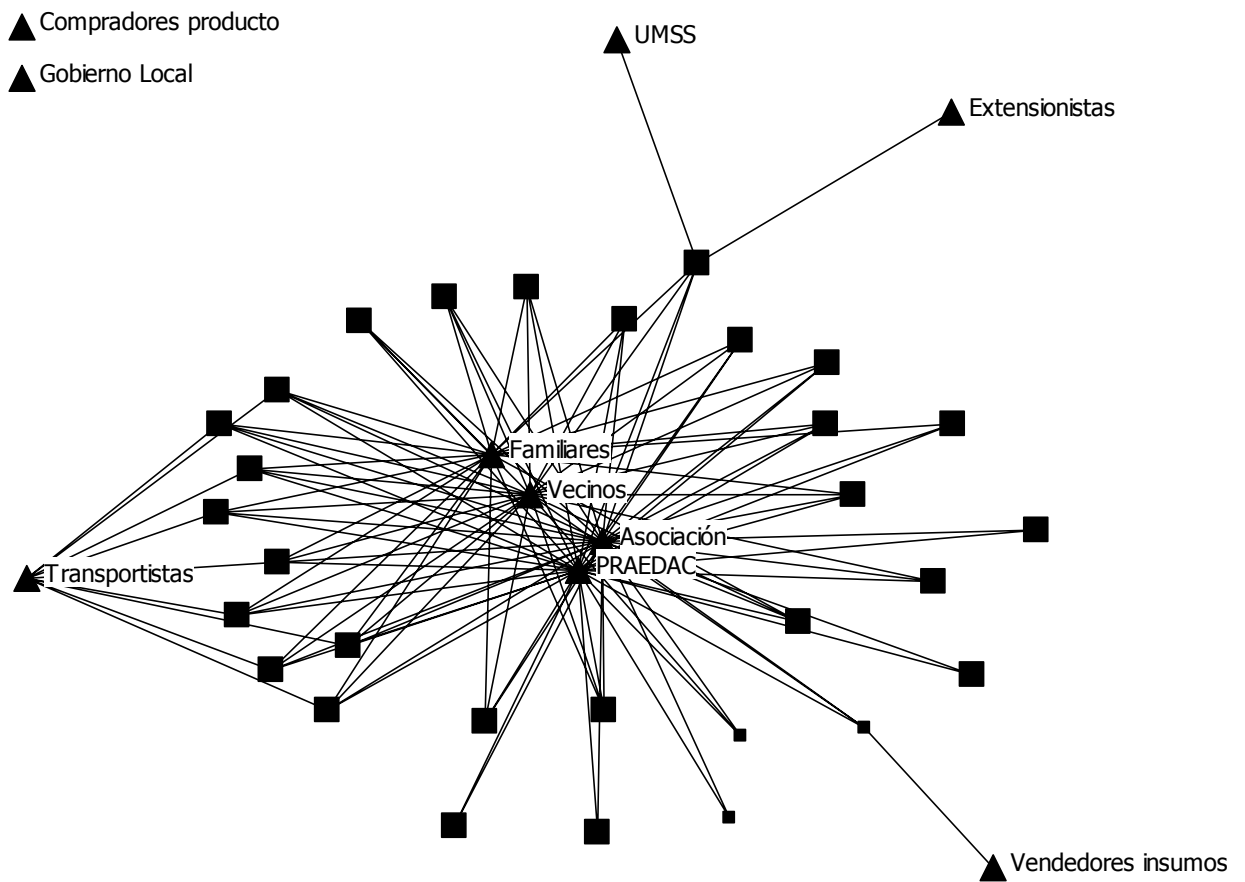 Compradores producto
UMSS
Gobierno Local
Extensionistas
Familiares
Vecinos
Asociación
PRAEDAC
Transportistas
Vendedores insumos